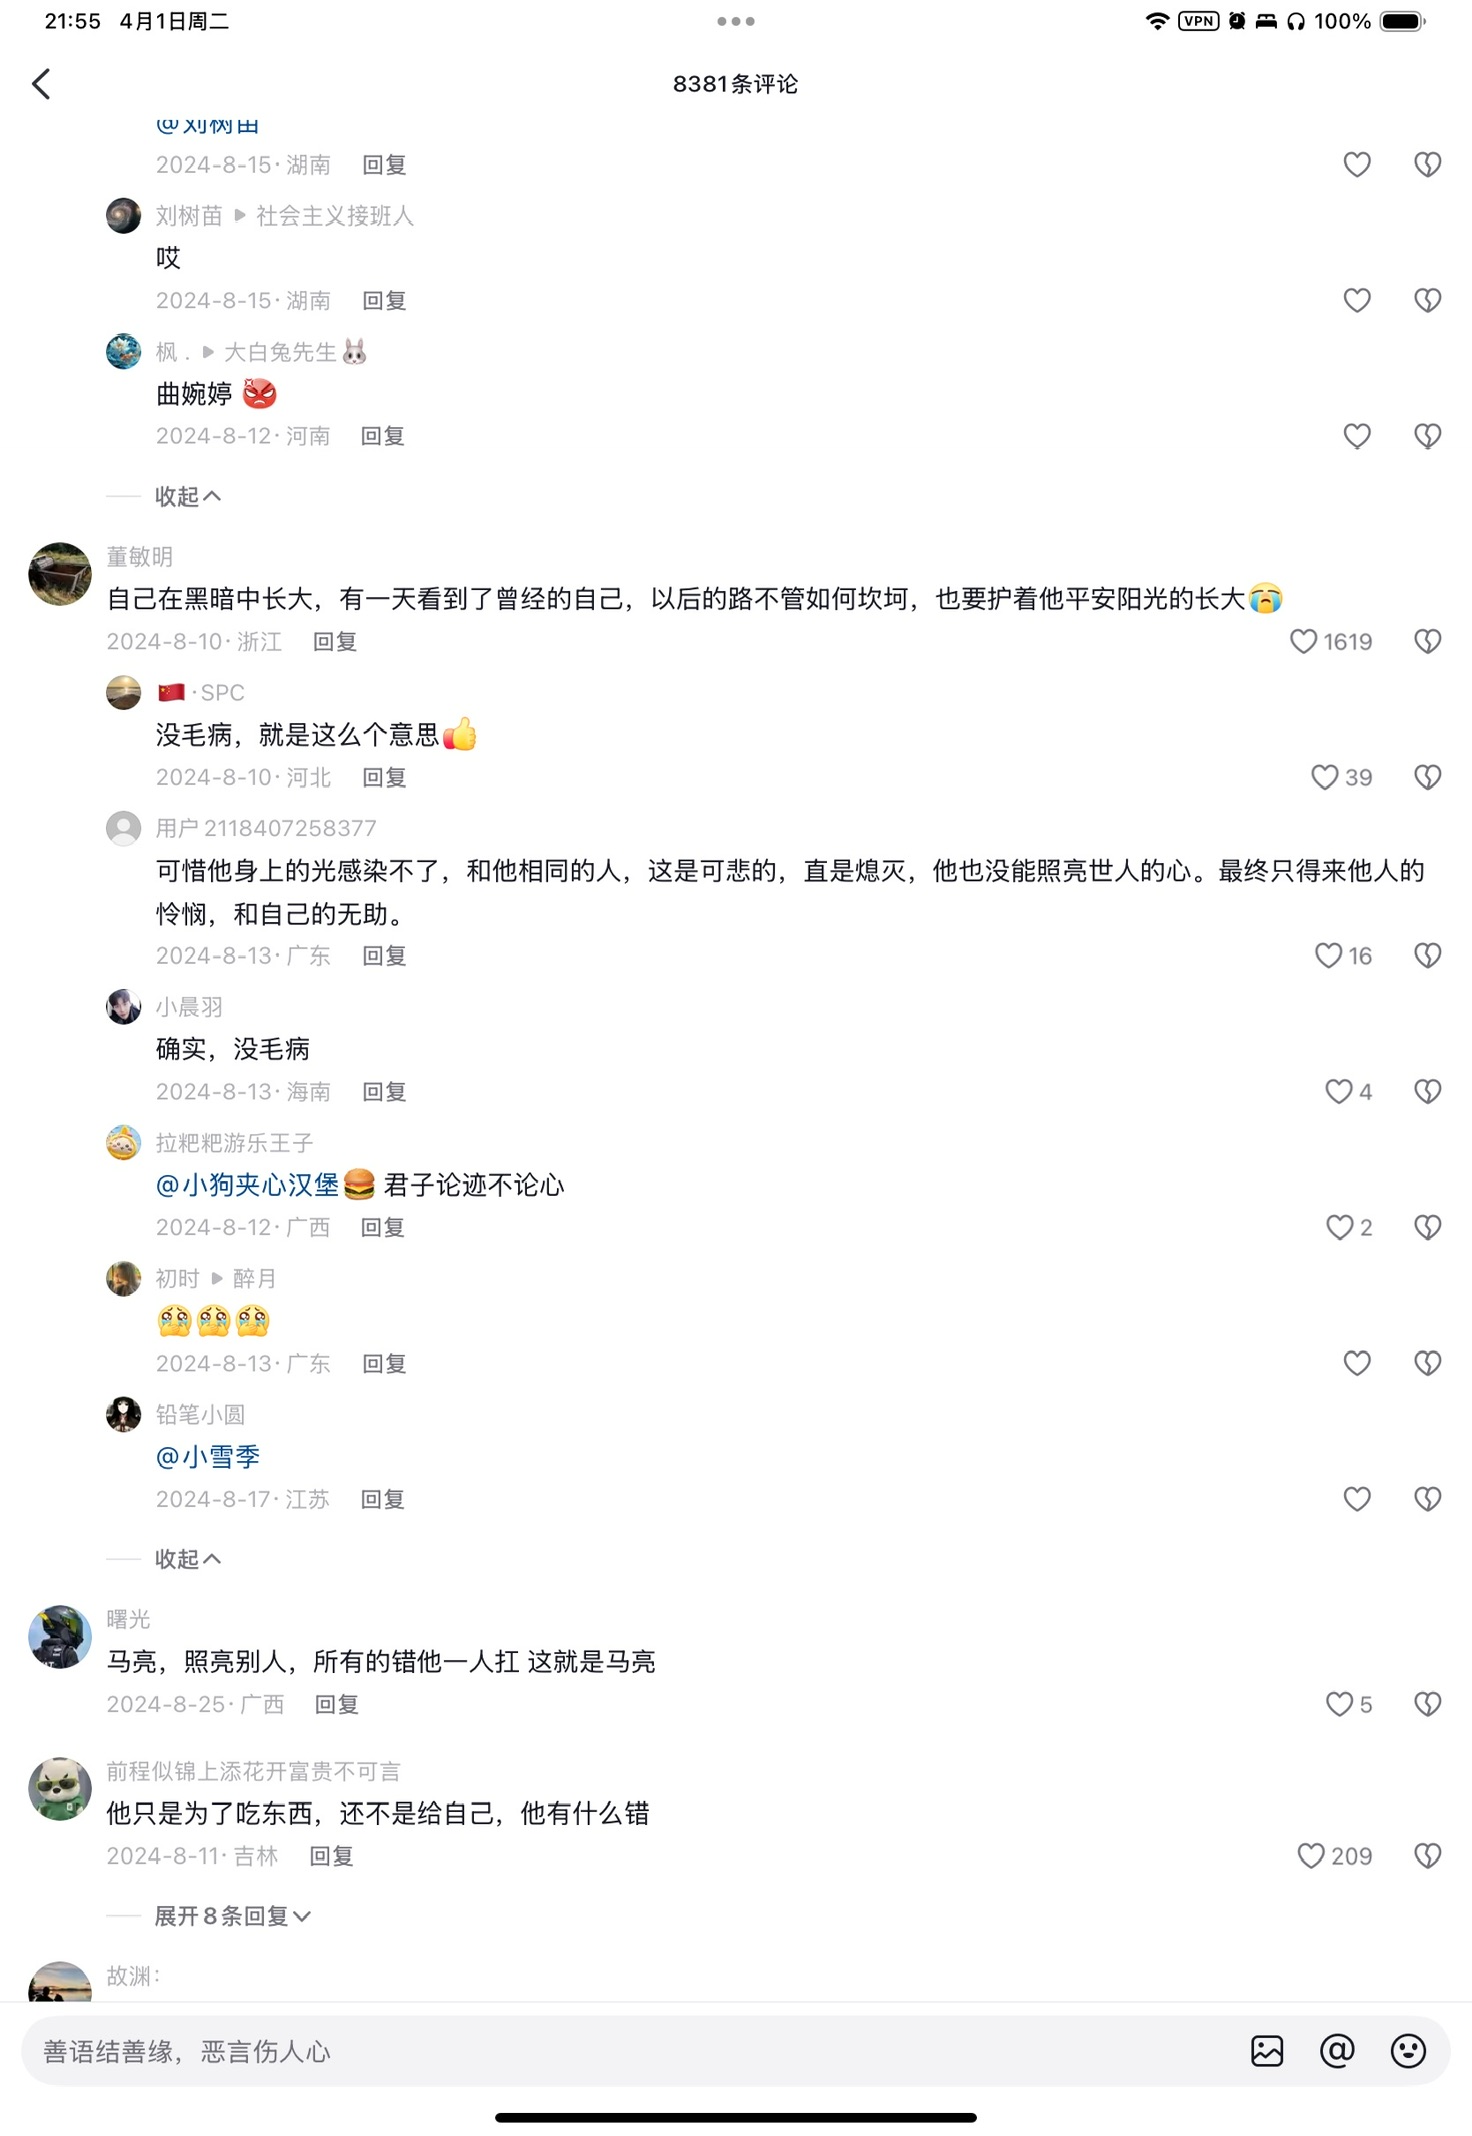 21:55 4月1日周二
VPN 100%
8381条评论
@刘树苗
2024-8-15·湖南 回复
刘树苗 ▶ 社会主义接班人
哎
2024-8-15·湖南 回复
枫 . ▶ 大白兔先生🐰
曲婉婷 😡
2024-8-12·河南 回复
收起
董敏明
自己在黑暗中长大，有一天看到了曾经的自己，以后的路不管如何坎坷，也要护着他平安阳光的长大😭
2024-8-10·浙江 回复 1619
🇨🇳·SPC
没毛病，就是这么个意思👍
2024-8-10·河北 回复 39
用户2118407258377
可惜他身上的光感染不了，和他相同的人，这是可悲的，直是熄灭，他也没能照亮世人的心。最终只得来他人的
怜悯，和自己的无助。
2024-8-13·广东 回复 16
小晨羽
确实，没毛病
2024-8-13·海南 回复 4
拉粑粑游乐王子
@小狗夹心汉堡🍔 君子论迹不论心
2024-8-12·广西 回复 2
初时 ▶ 醉月
2024-8-13·广东 回复
铅笔小圆
@小雪季
2024-8-17·江苏 回复
收起
曙光
马亮，照亮别人，所有的错他一人扛 这就是马亮
2024-8-25·广西 回复 5
前程似锦上添花开富贵不可言
他只是为了吃东西，还不是给自己，他有什么错
2024-8-11·吉林 回复 209
展开8条回复
故渊：
善语结善缘，恶言伤人心